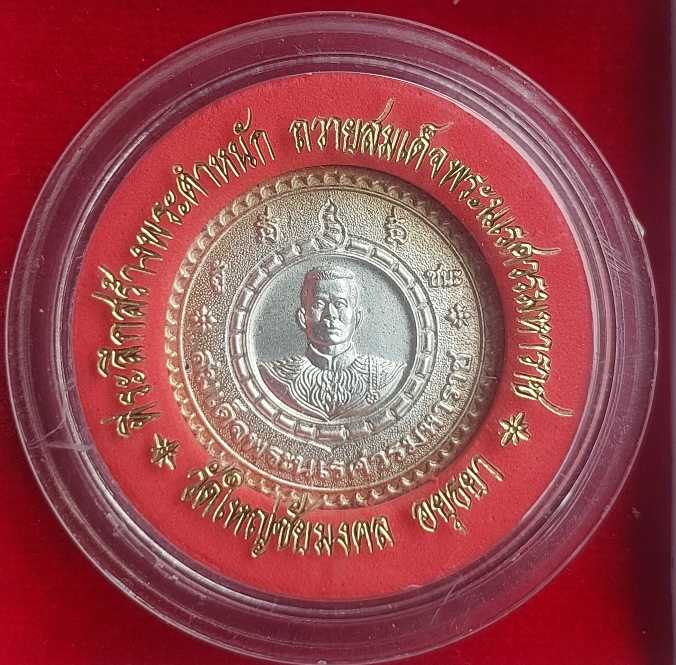 ที่ระลึกสร้างพระตำหนัก ถวายสมเด็จพระนเรศวรมหาราช
วัดใหญ่ชัยมงคล อยุธยา
สมเด็จพระนเรศวรมหาราช